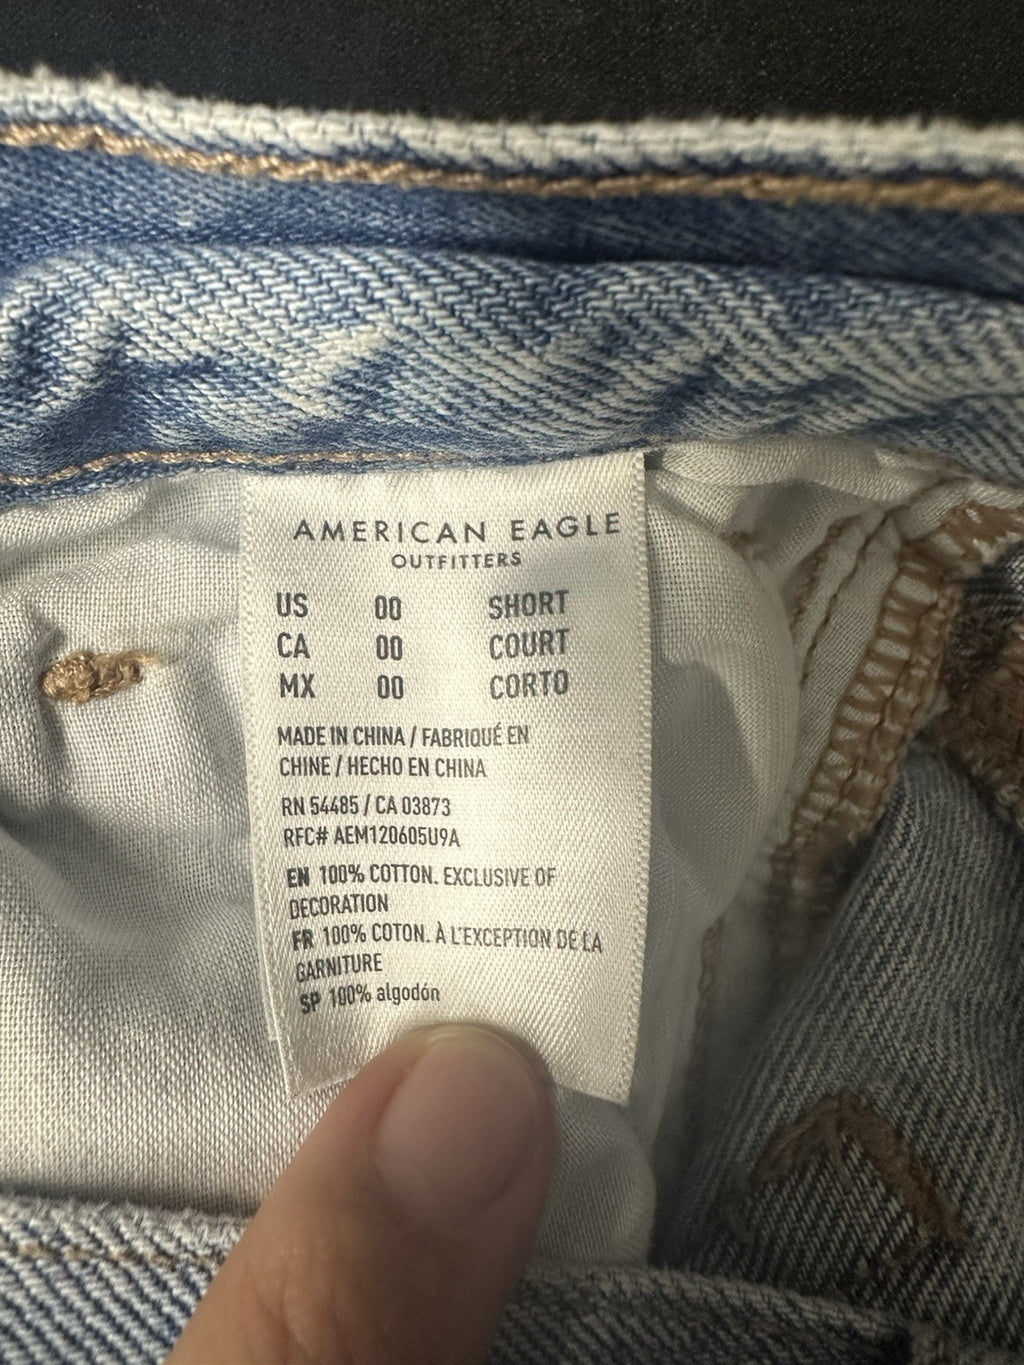 AMERICAN EAGLE
OUTFITTERS
US 00 SHORT
CA 00 COURT
MX 00 CORTO
MADE IN CHINA / FABRIQUÉ EN
CHINE / HECHO EN CHINA
RN 54485 / CA 03873
RFC# AEM120605U9A
EN 100% COTTON. EXCLUSIVE OF
DECORATION
FR 100% COTON. À L'EXCEPTION DE LA
GARNITURE
SP 100% algodón